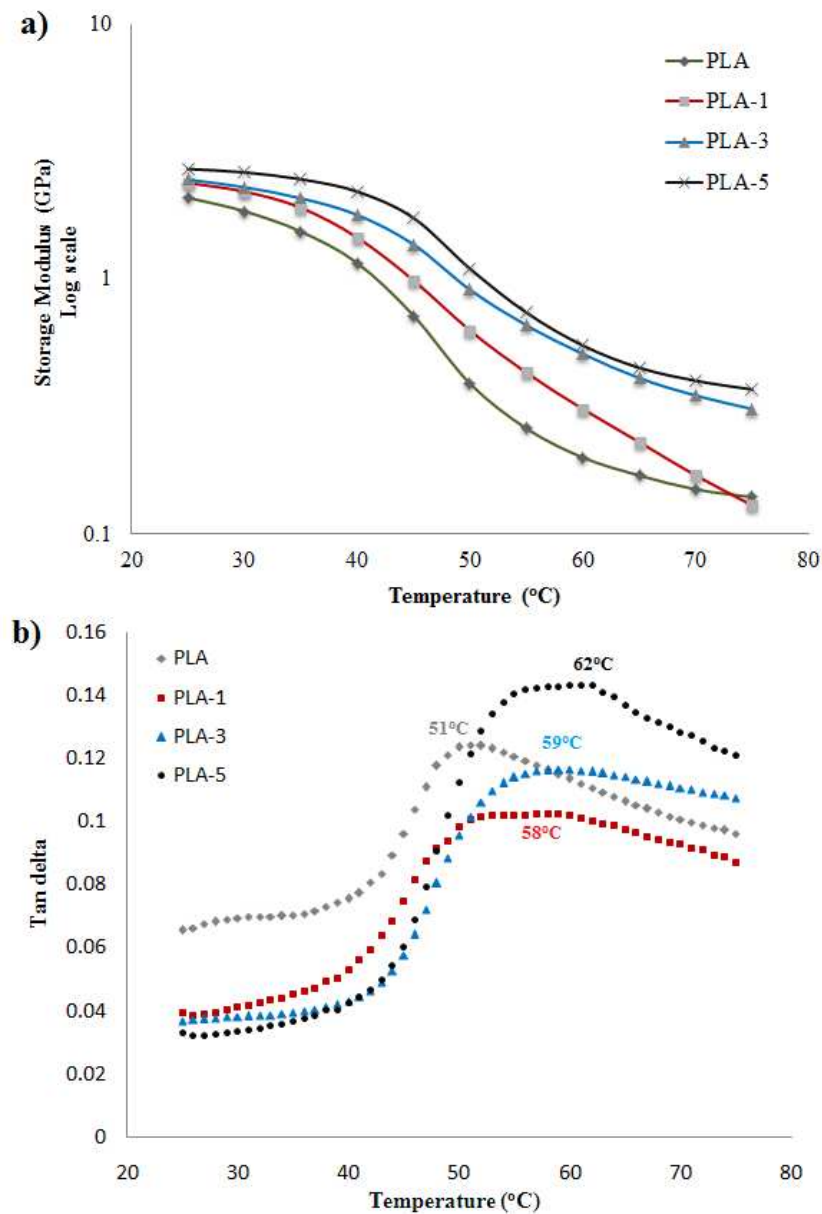 a)
10
1
0.1
Storage Modulus (GPa)
Log scale
PLA
PLA-1
PLA-3
PLA-5
20 30 40 50 60 70 80
Temperature (°C)
b)
0.16
0.14
0.12
0.1
0.08
0.06
0.04
0.02
0
Tan delta
PLA
PLA-1
PLA-3
PLA-5
62°C
51°C
59°C
58°C
20 30 40 50 60 70 80
Temperature (°C)